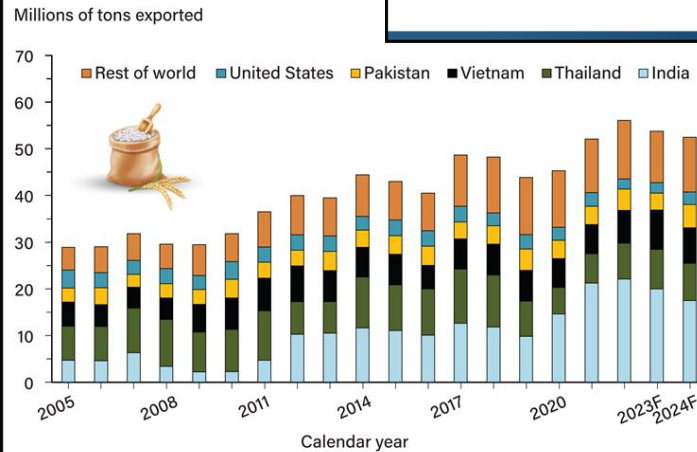 Millions of tons exported
70
Rest of world United States Pakistan Vietnam Thailand India
60
50
40
30
20
10
0
2005 2008 2011 2014 2017 2020 2023F 2024F
Calendar year